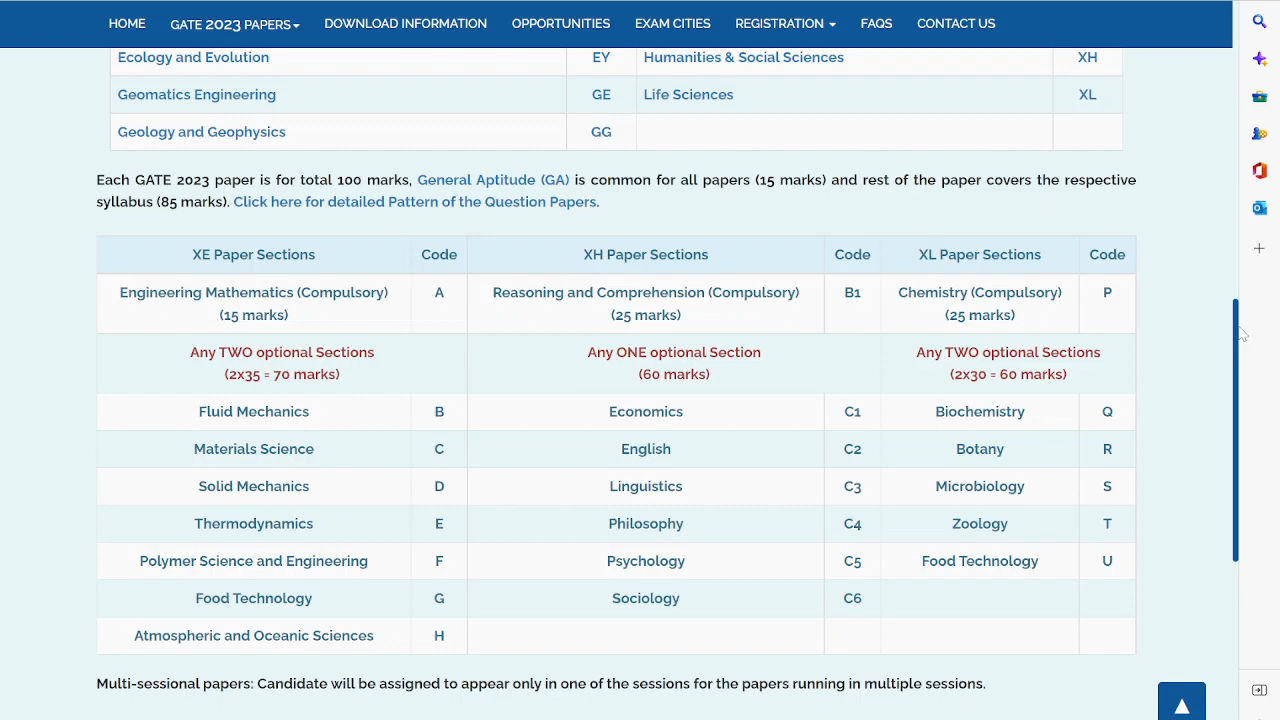 HOME GATE 2023 PAPERS DOWNLOAD INFORMATION OPPORTUNITIES EXAM CITIES REGISTRATION FAQS CONTACT US
Ecology and Evolution EY Humanities & Social Sciences XH
Geomatics Engineering GE Life Sciences XL
Geology and Geophysics GG
Each GATE 2023 paper is for total 100 marks, General Aptitude (GA) is common for all papers (15 marks) and rest of the paper covers the respective
syllabus (85 marks). Click here for detailed Pattern of the Question Papers.
XE Paper Sections Code XH Paper Sections Code XL Paper Sections Code
Engineering Mathematics (Compulsory) A Reasoning and Comprehension (Compulsory) B1 Chemistry (Compulsory) P
(15 marks) (25 marks) (25 marks)
Any TWO optional Sections Any ONE optional Section Any TWO optional Sections
(2x35 = 70 marks) (60 marks) (2x30 = 60 marks)
Fluid Mechanics B Economics C1 Biochemistry Q
Materials Science C English C2 Botany R
Solid Mechanics D Linguistics C3 Microbiology S
Thermodynamics E Philosophy C4 Zoology T
Polymer Science and Engineering F Psychology C5 Food Technology U
Food Technology G Sociology C6
Atmospheric and Oceanic Sciences H
Multi-sessional papers: Candidate will be assigned to appear only in one of the sessions for the papers running in multiple sessions.